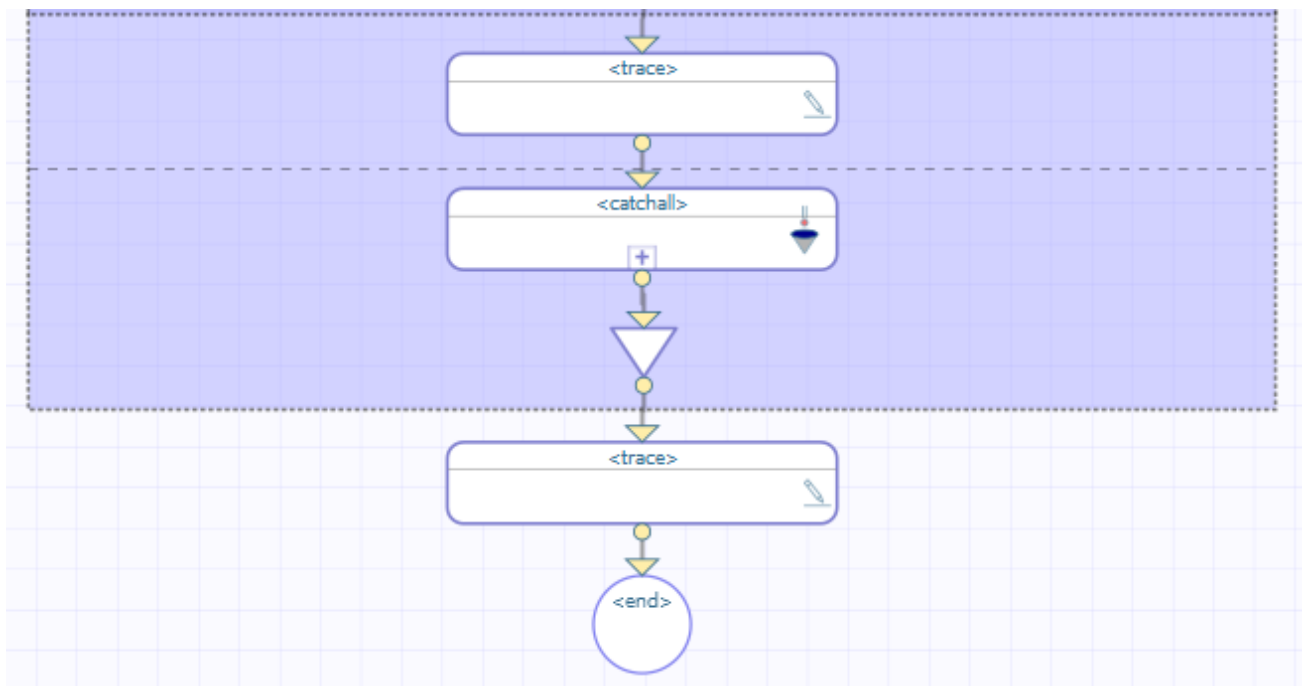 <trace>
<catchall>
+
<trace>
<end>